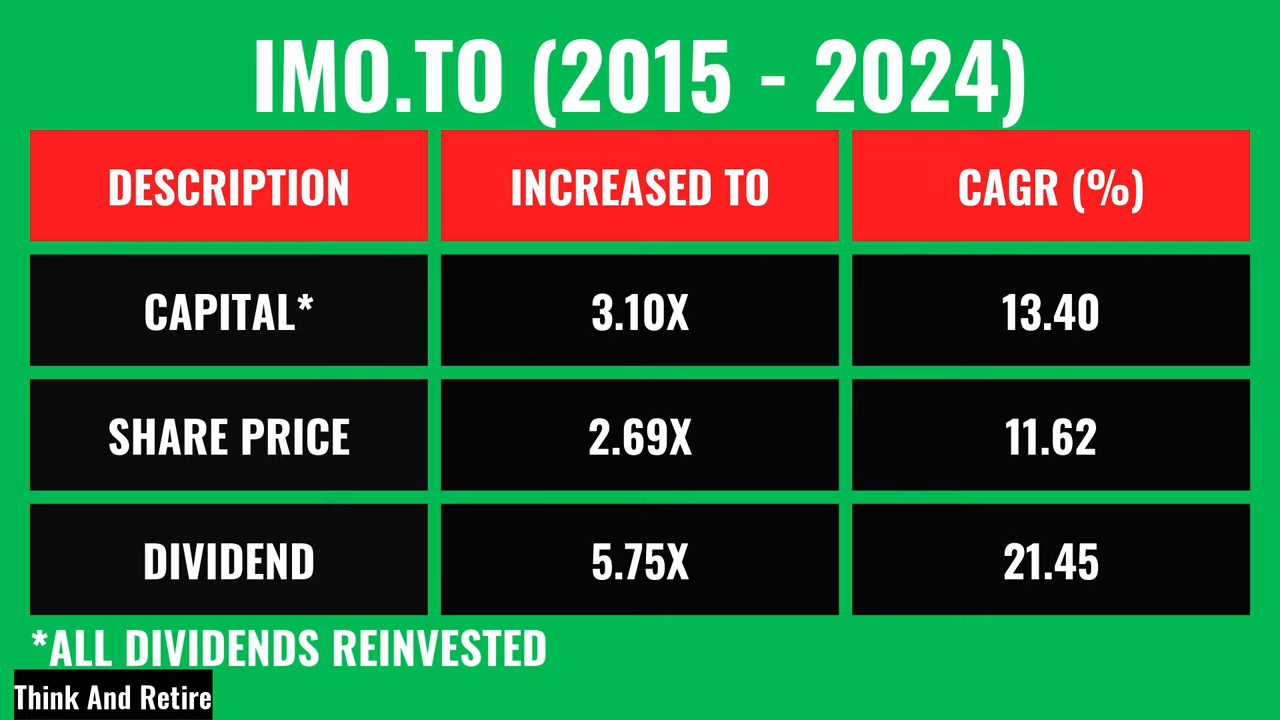 IMO.TO (2015 - 2024)
DESCRIPTION INCREASED TO CAGR (%)
CAPITAL* 3.10X 13.40
SHARE PRICE 2.69X 11.62
DIVIDEND 5.75X 21.45
*ALL DIVIDENDS REINVESTED
Think And Retire